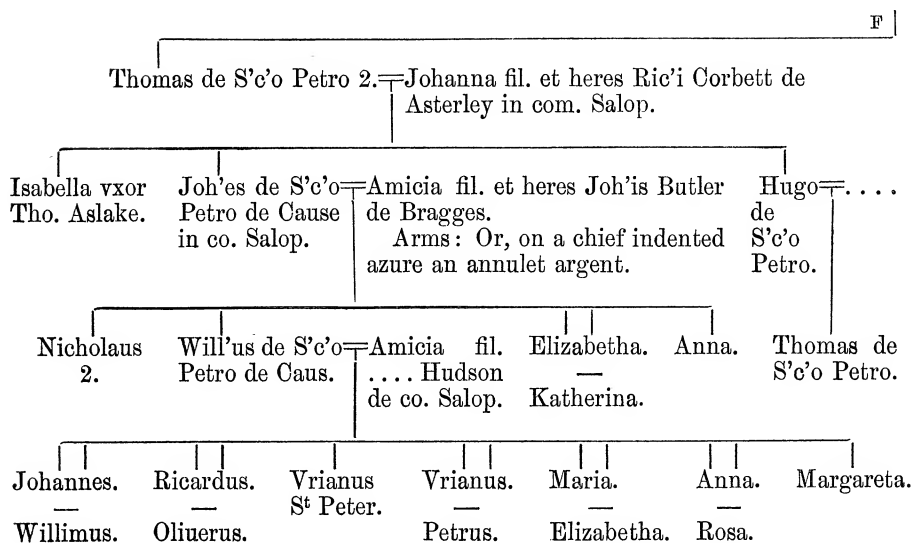 F
Thomas de S'c'o Petro 2.=Johanna fil. et heres Ric'i Corbett de
Asterley in com. Salop.
Isabella vxor
Tho. Aslake.
Joh'es de S'c'o=Amicia fil. et heres Joh'is Butler
Petro de Cause
in co. Salop.
de Bragges.
Arms: Or, on a chief indented
azure an annulet argent.
Hugo=....
de
S'c'o
Petro.
Nicholaus
2.
Will'us de S'c'o=Amicia fil.
Petro de Caus.
.... Hudson
de co. Salop.
Elizabetha.
—
Katherina.
Anna.
Thomas de
S'c'o Petro.
Johannes.
—
Willimus.
Ricardus.
—
Oliuerus.
Vrianus
St Peter.
Vrianus.
—
Petrus.
Maria.
—
Elizabetha.
Anna.
—
Rosa.
Margareta.